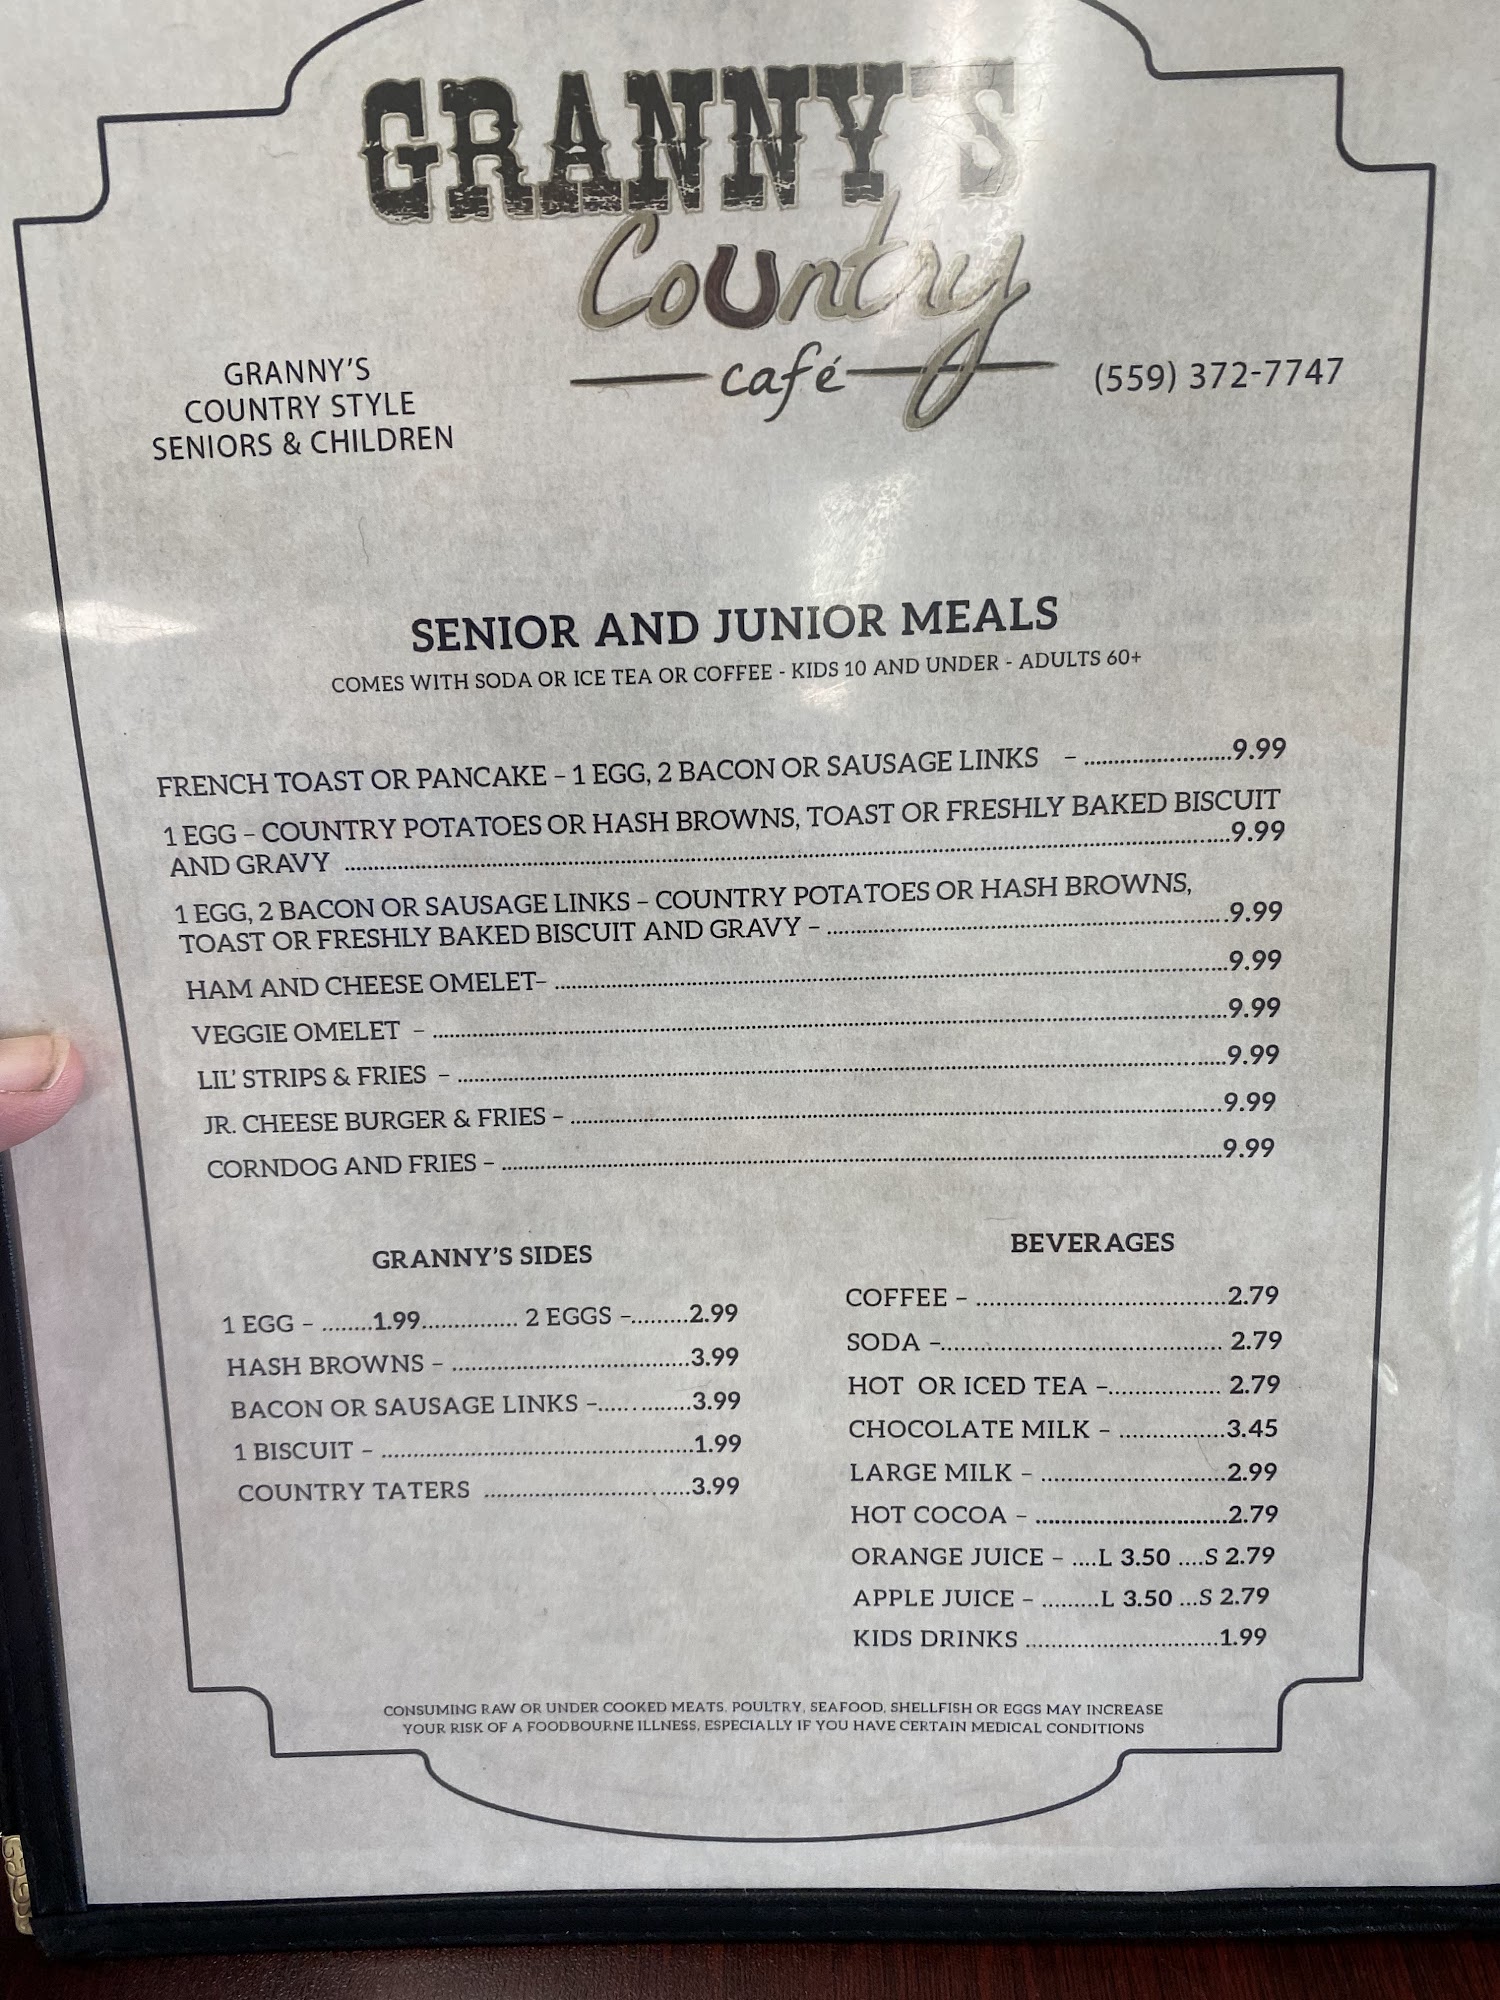 GRANNY'S
Country
café
GRANNY'S
COUNTRY STYLE
SENIORS & CHILDREN
(559) 372-7747
SENIOR AND JUNIOR MEALS
COMES WITH SODA OR ICE TEA OR COFFEE - KIDS 10 AND UNDER - ADULTS 60+
FRENCH TOAST OR PANCAKE – 1 EGG, 2 BACON OR SAUSAGE LINKS – ........................9.99
1 EGG – COUNTRY POTATOES OR HASH BROWNS, TOAST OR FRESHLY BAKED BISCUIT
AND GRAVY ........................9.99
1 EGG, 2 BACON OR SAUSAGE LINKS – COUNTRY POTATOES OR HASH BROWNS,
TOAST OR FRESHLY BAKED BISCUIT AND GRAVY – ........................9.99
HAM AND CHEESE OMELET– ........................9.99
VEGGIE OMELET – ........................9.99
LIL' STRIPS & FRIES – ........................9.99
JR. CHEESE BURGER & FRIES – ........................9.99
CORNDOG AND FRIES – ........................9.99
GRANNY'S SIDES
1 EGG – ........1.99............... 2 EGGS –.........2.99
HASH BROWNS – ........................3.99
BACON OR SAUSAGE LINKS –...............3.99
1 BISCUIT – ........................1.99
COUNTRY TATERS ........................3.99
BEVERAGES
COFFEE – ........................2.79
SODA –........................ 2.79
HOT OR ICED TEA –.................. 2.79
CHOCOLATE MILK – .................3.45
LARGE MILK – ........................2.99
HOT COCOA – ........................2.79
ORANGE JUICE – ....L 3.50 ....S 2.79
APPLE JUICE – .........L 3.50 ...S 2.79
KIDS DRINKS ........................1.99
CONSUMING RAW OR UNDER COOKED MEATS, POULTRY, SEAFOOD, SHELLFISH OR EGGS MAY INCREASE
YOUR RISK OF A FOODBOURNE ILLNESS, ESPECIALLY IF YOU HAVE CERTAIN MEDICAL CONDITIONS